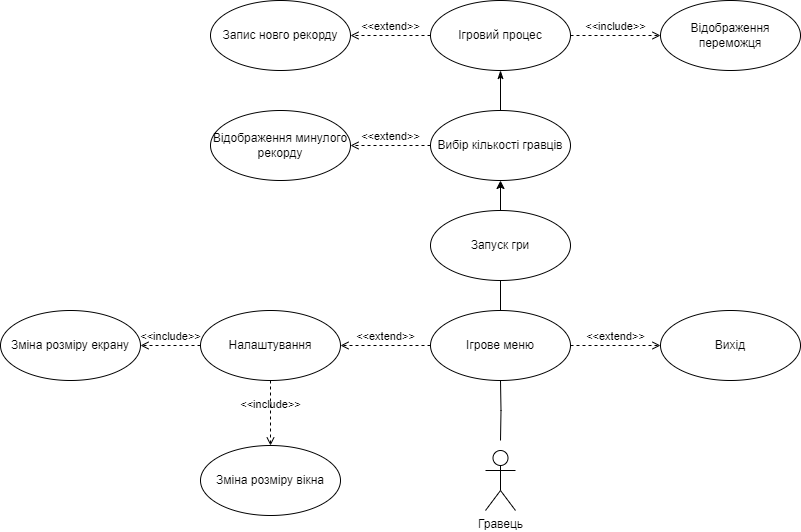 Запис новго рекорду
<<extend>>
Ігровий процес
<<include>>
Відображення
переможця
Відображення минулого
рекорду
<<extend>>
Вибір кількості гравців
Запуск гри
Зміна розміру екрану
<<include>>
Налаштування
<<extend>>
Ігрове меню
<<extend>>
Вихід
<<include>>
Зміна розміру вікна
Гравець